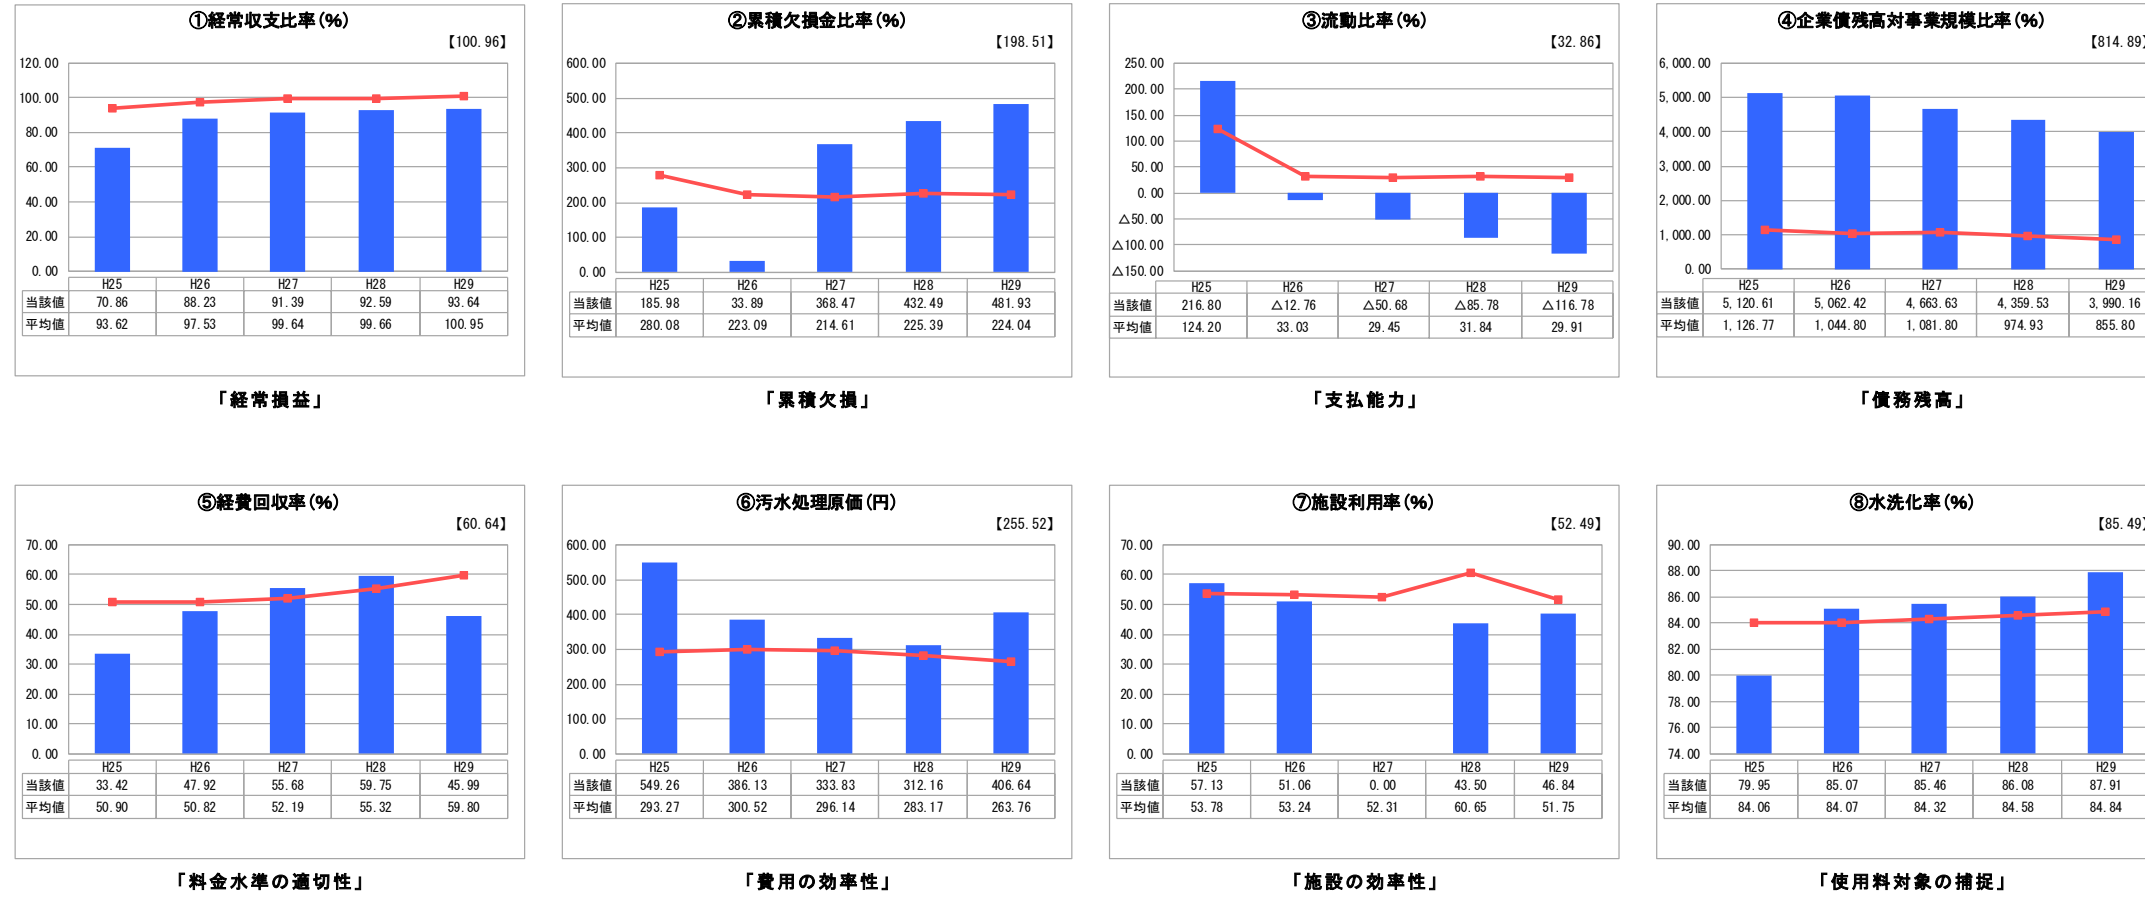 ①経常収支比率(%)
【100.96】
120.00
100.00
80.00
60.00
40.00
20.00
0.00
H25 H26 H27 H28 H29
当該値 70.86 88.23 91.39 92.59 93.64
平均値 93.62 97.53 99.64 99.66 100.95
「経常損益」
②累積欠損金比率(%)
【198.51】
600.00
500.00
400.00
300.00
200.00
100.00
0.00
H25 H26 H27 H28 H29
当該値 185.98 33.89 368.47 432.49 481.93
平均値 280.08 223.09 214.61 225.39 224.04
「累積欠損」
③流動比率(%)
【32.86】
250.00
200.00
150.00
100.00
50.00
0.00
△50.00
△100.00
△150.00
H25 H26 H27 H28 H29
当該値 216.80 △12.76 △50.68 △85.78 △116.78
平均値 124.20 33.03 29.45 31.84 29.91
「支払能力」
④企業債残高対事業規模比率(%)
【814.89】
6,000.00
5,000.00
4,000.00
3,000.00
2,000.00
1,000.00
0.00
H25 H26 H27 H28 H29
当該値 5,120.61 5,062.42 4,663.63 4,359.53 3,990.16
平均値 1,126.77 1,044.80 1,081.80 974.93 855.80
「債務残高」
⑤経費回収率(%)
【60.64】
70.00
60.00
50.00
40.00
30.00
20.00
10.00
0.00
H25 H26 H27 H28 H29
当該値 33.42 47.92 55.68 59.75 45.99
平均値 50.90 50.82 52.19 55.32 59.80
「料金水準の適切性」
⑥汚水処理原価(円)
【255.52】
600.00
500.00
400.00
300.00
200.00
100.00
0.00
H25 H26 H27 H28 H29
当該値 549.26 386.13 333.83 312.16 406.64
平均値 293.27 300.52 296.14 283.17 263.76
「費用の効率性」
⑦施設利用率(%)
【52.49】
70.00
60.00
50.00
40.00
30.00
20.00
10.00
0.00
H25 H26 H27 H28 H29
当該値 57.13 51.06 0.00 43.50 46.84
平均値 53.78 53.24 52.31 60.65 51.75
「施設の効率性」
⑧水洗化率(%)
【85.49】
90.00
88.00
86.00
84.00
82.00
80.00
78.00
76.00
74.00
H25 H26 H27 H28 H29
当該値 79.95 85.07 85.46 86.08 87.91
平均値 84.06 84.07 84.32 84.58 84.84
「使用料対象の捕捉」